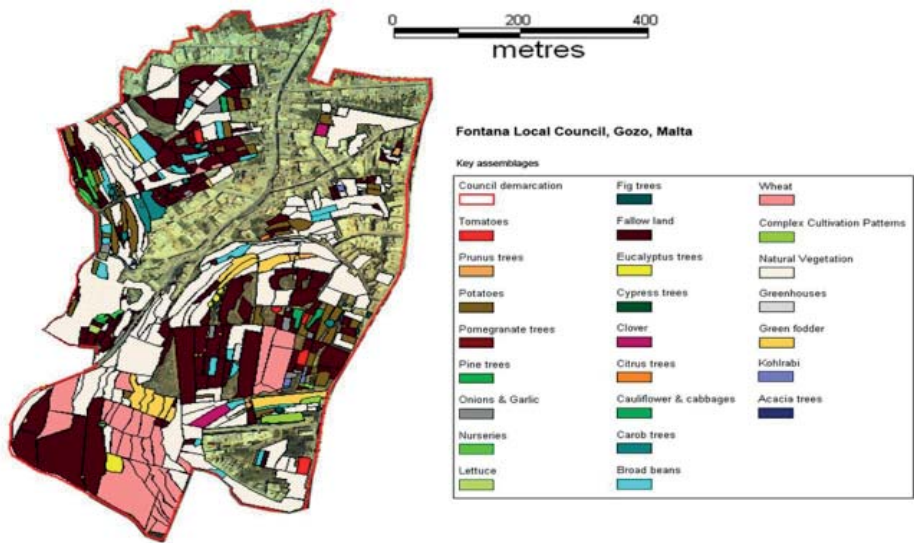 0 200 400
metres
Fontana Local Council, Gozo, Malta
Key assemblages
Council demarcation
Tomatoes
Prunus trees
Potatoes
Pomegranate trees
Pine trees
Onions & Garlic
Nurseries
Lettuce
Fig trees
Fallow land
Eucalyptus trees
Cypress trees
Clover
Citrus trees
Cauliflower & cabbages
Carob trees
Broad beans
Wheat
Complex Cultivation Patterns
Natural Vegetation
Greenhouses
Green fodder
Kohlrabi
Acacia trees